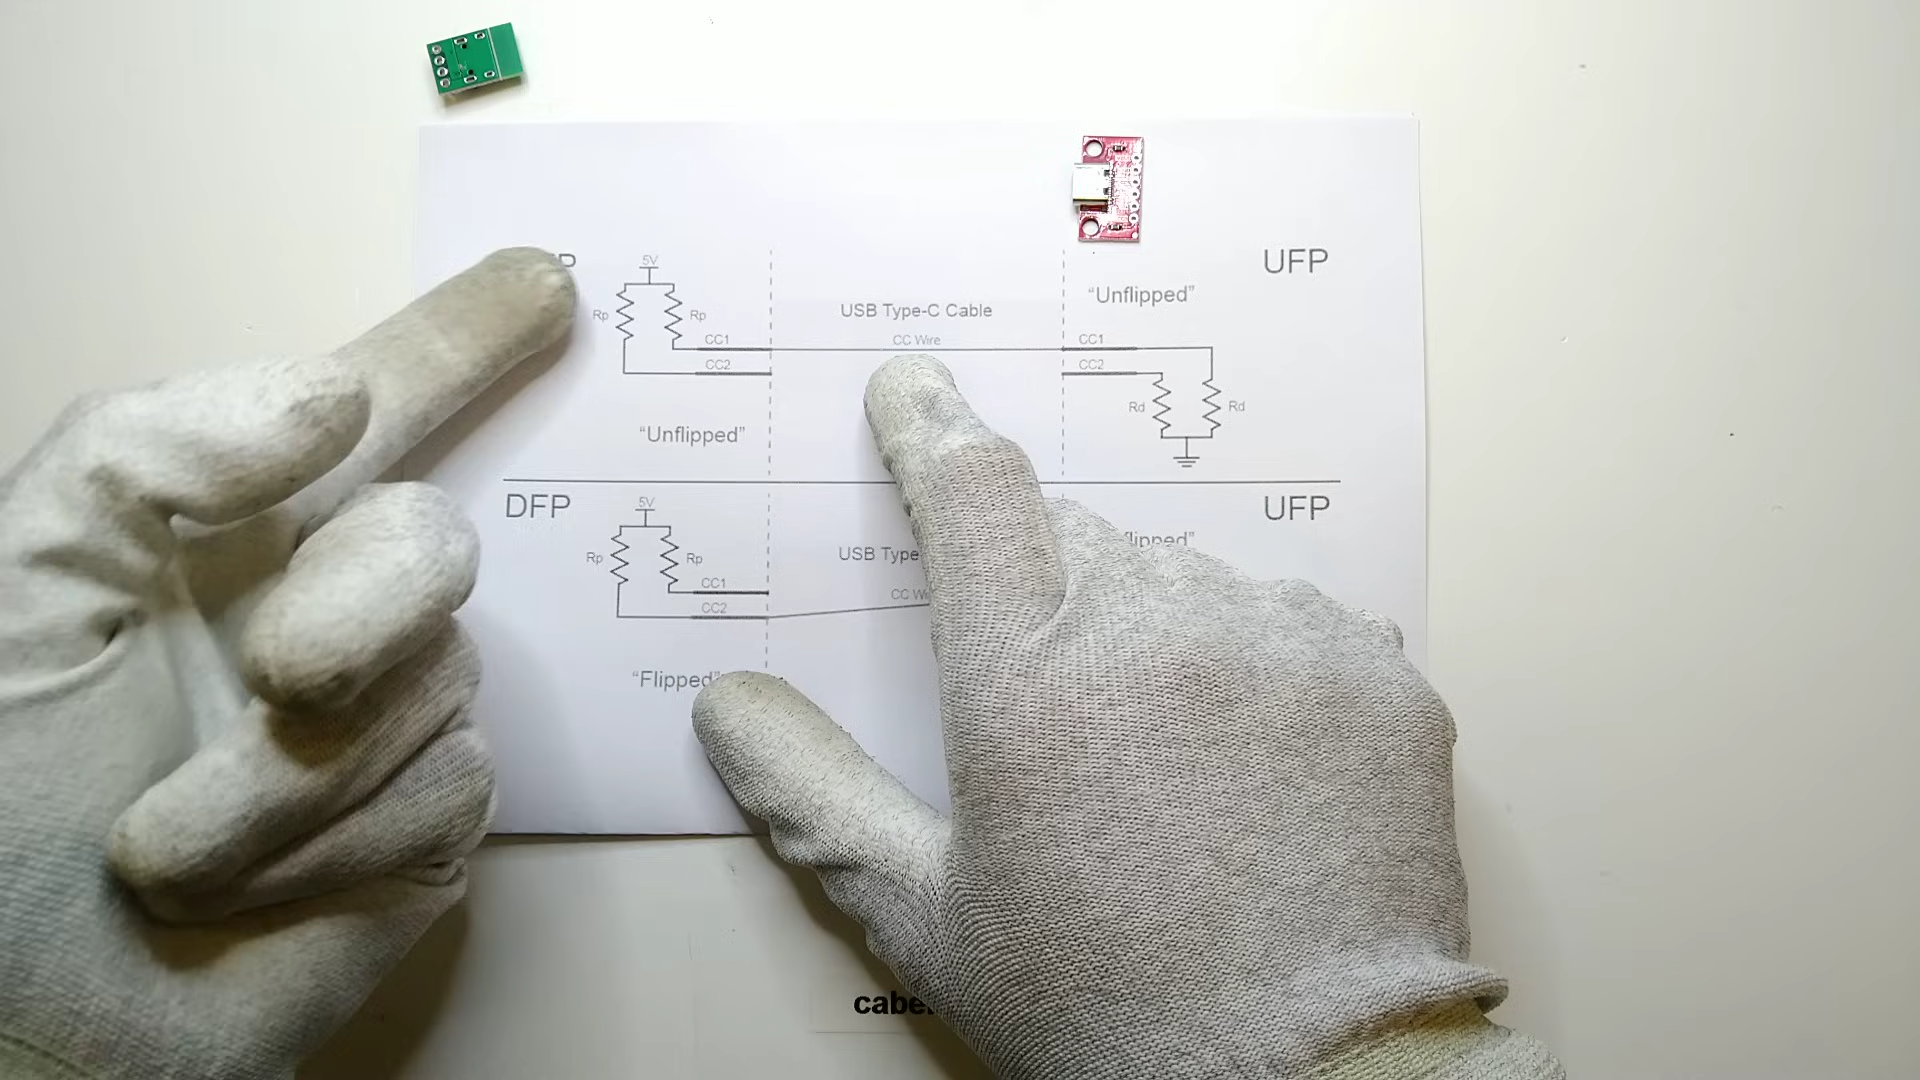 5V
UFP
Rp
Rp
USB Type-C Cable
"Unflipped"
CC1
CC Wire
CC1
CC2
CC2
Rd
Rd
"Unflipped"
DFP
5V
UFP
Rp
Rp
USB Type
CC1
CC2
CC
"Flipped"